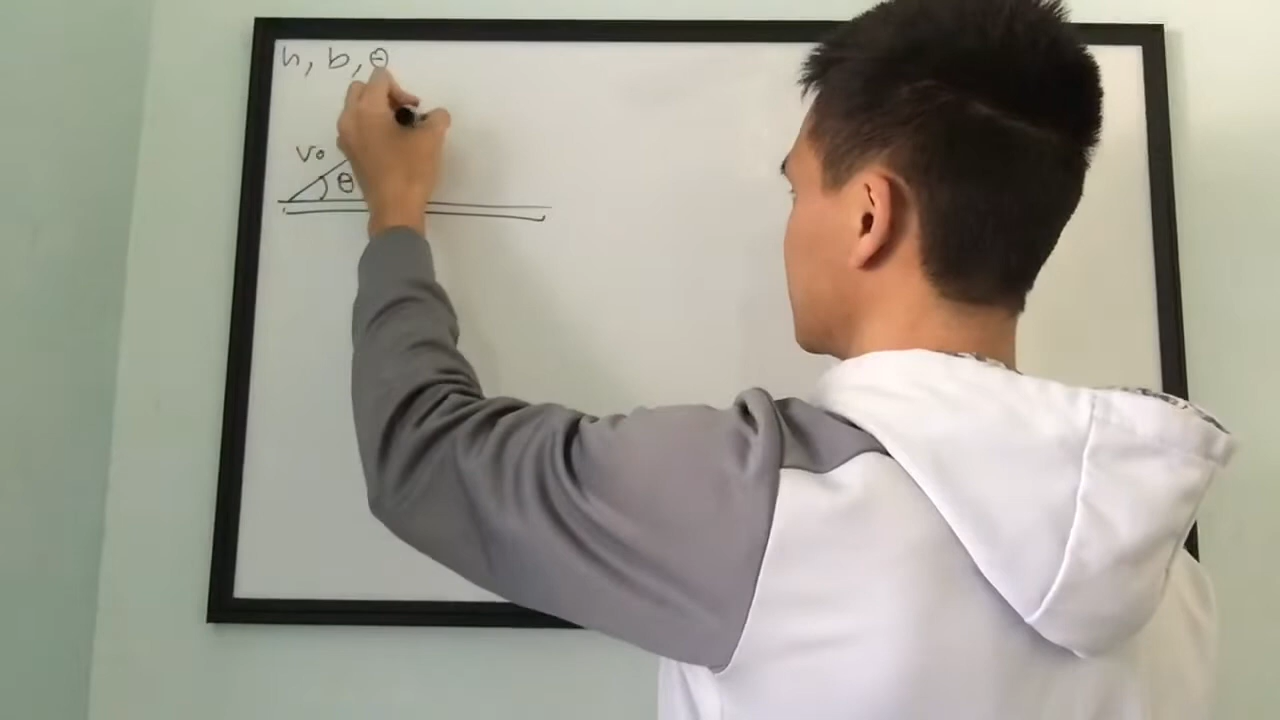 h, b, θ
v₀
θ